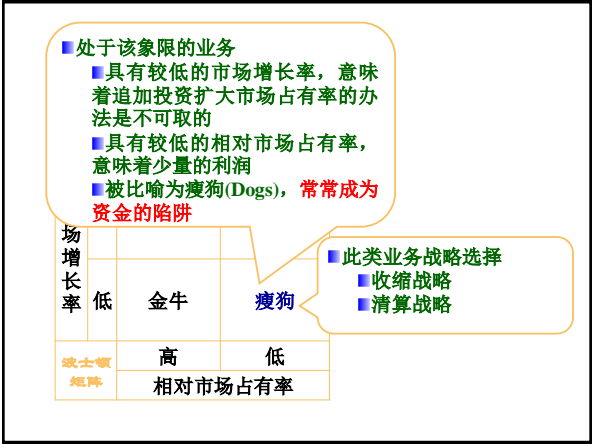 处于该象限的业务
具有较低的市场增长率，意味
着追加投资扩大市场占有率的办
法是不可取的
具有较低的相对市场占有率，
意味着少量的利润
被比喻为瘦狗(Dogs)，常常成为
资金的陷阱
场
增
长
率
低
金牛
瘦狗
此类业务战略选择
收缩战略
清算战略
波士顿
矩阵
高
低
相对市场占有率